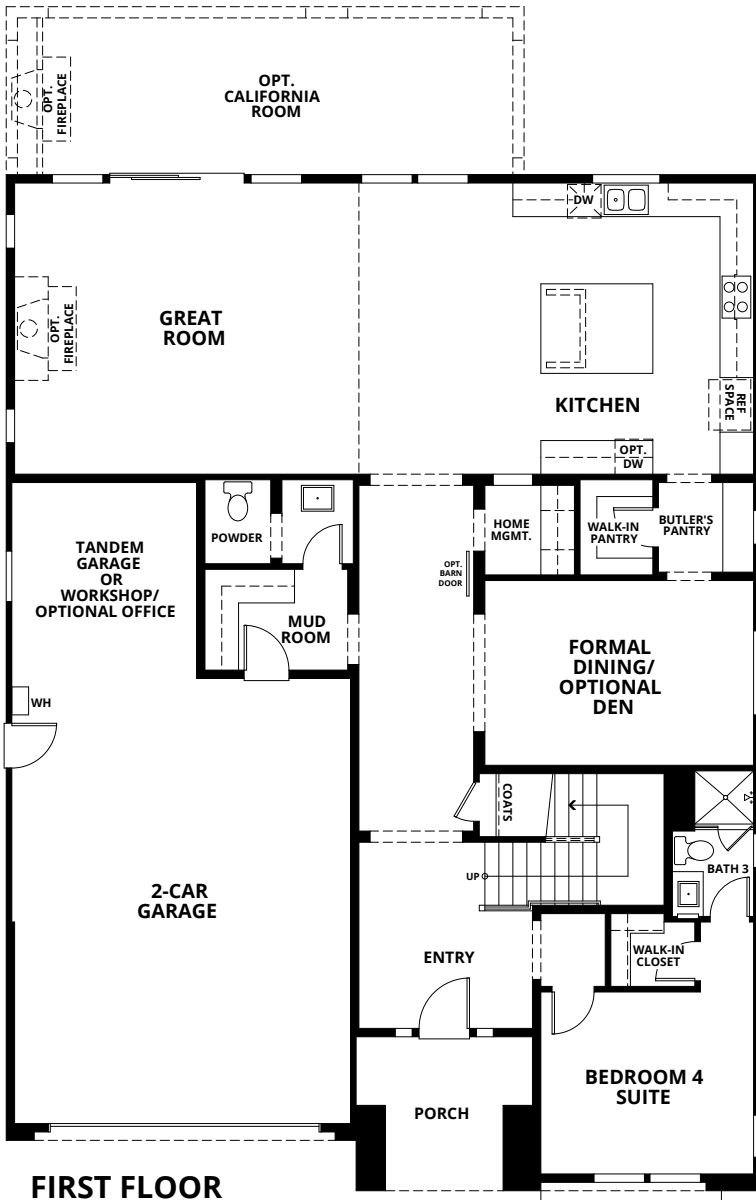 OPT.
FIREPLACE
OPT.
CALIFORNIA
ROOM
DW
GREAT
ROOM
OPT.
FIREPLACE
KITCHEN
REF
SPACE
OPT.
DW
POWDER
HOME
MGMT.
WALK-IN
PANTRY
BUTLER'S
PANTRY
TANDEM
GARAGE
OR
WORKSHOP/
OPTIONAL OFFICE
OPT.
BARN
DOOR
MUD
ROOM
FORMAL
DINING/
OPTIONAL
DEN
WH
COATS
UP
BATH 3
2-CAR
GARAGE
ENTRY
WALK-IN
CLOSET
BEDROOM 4
SUITE
PORCH
FIRST FLOOR